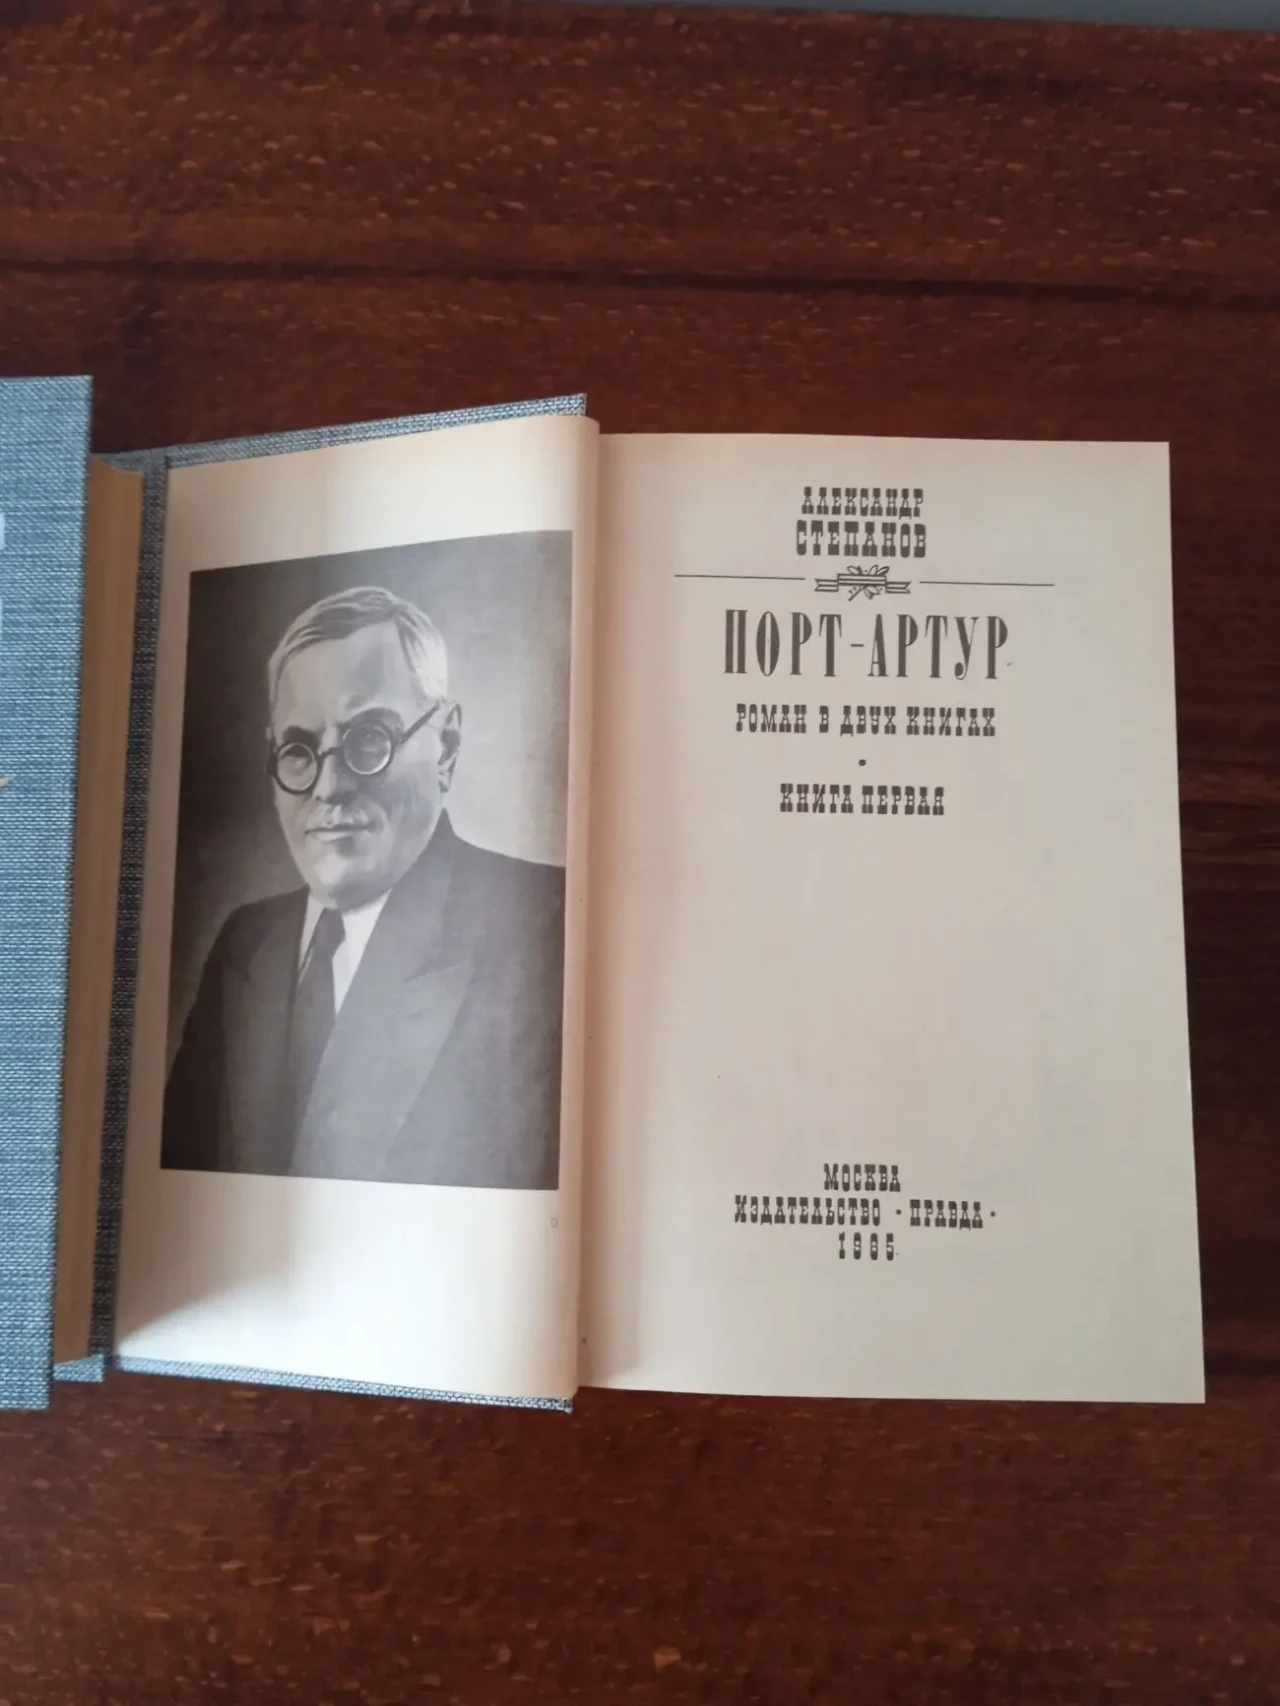 АЛЕКСАНДР
СТЕПАНОВ
ПОРТ-АРТУР
РОМАН В ДВУХ КНИГАХ
•
КНИГА ПЕРВАЯ
МОСКВА
ИЗДАТЕЛЬСТВО • ПРАВДА •
1985